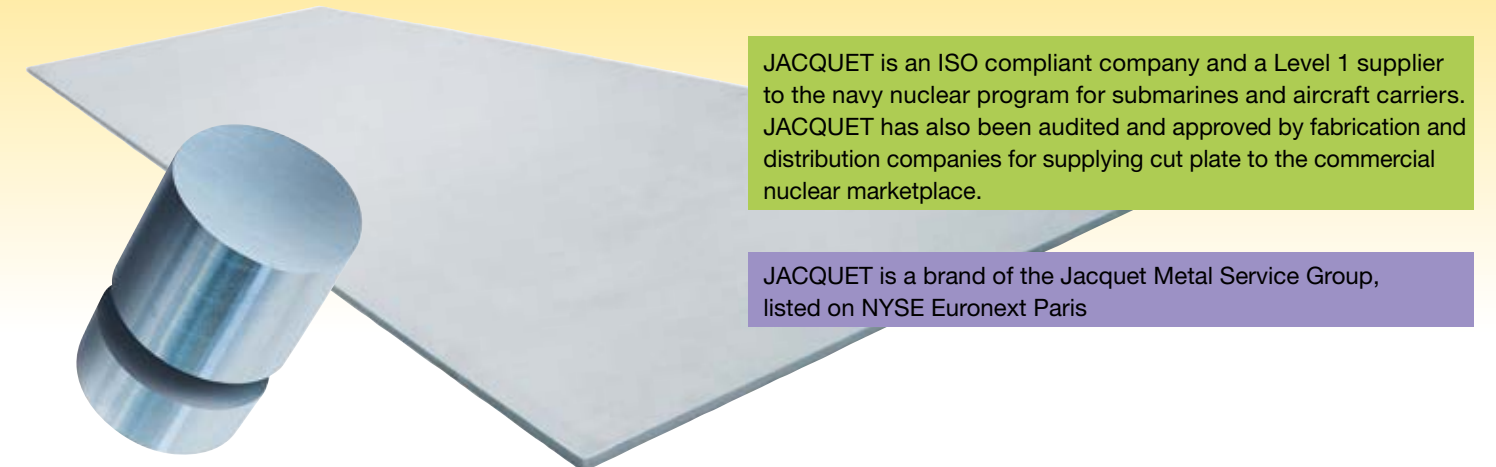 JACQUET is an ISO compliant company and a Level 1 supplier
to the navy nuclear program for submarines and aircraft carriers.
JACQUET has also been audited and approved by fabrication and
distribution companies for supplying cut plate to the commercial
nuclear marketplace.
JACQUET is a brand of the Jacquet Metal Service Group,
listed on NYSE Euronext Paris